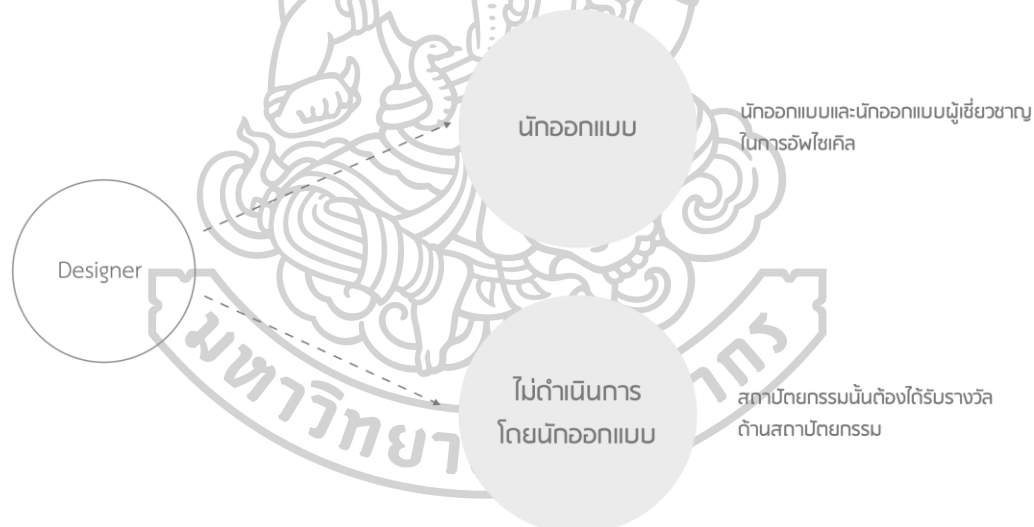 นักออกแบบ
นักออกแบบและนักออกแบบผู้เชี่ยวชาญ
ในการอัพไซเคิล
Designer
ไม่ดำเนินการ
โดยนักออกแบบ
สถาปัตยกรรมนั้นต้องได้รับรางวัล
ด้านสถาปัตยกรรม